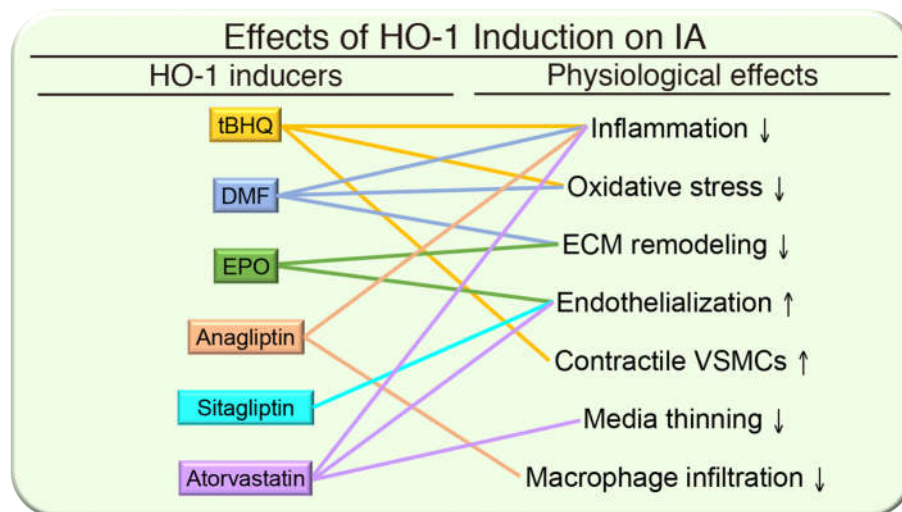 Effects of HO-1 Induction on IA
HO-1 inducers
Physiological effects
tBHQ
DMF
EPO
Anagliptin
Sitagliptin
Atorvastatin
Inflammation ↓
Oxidative stress ↓
ECM remodeling ↓
Endothelialization ↑
Contractile VSMCs ↑
Media thinning ↓
Macrophage infiltration ↓